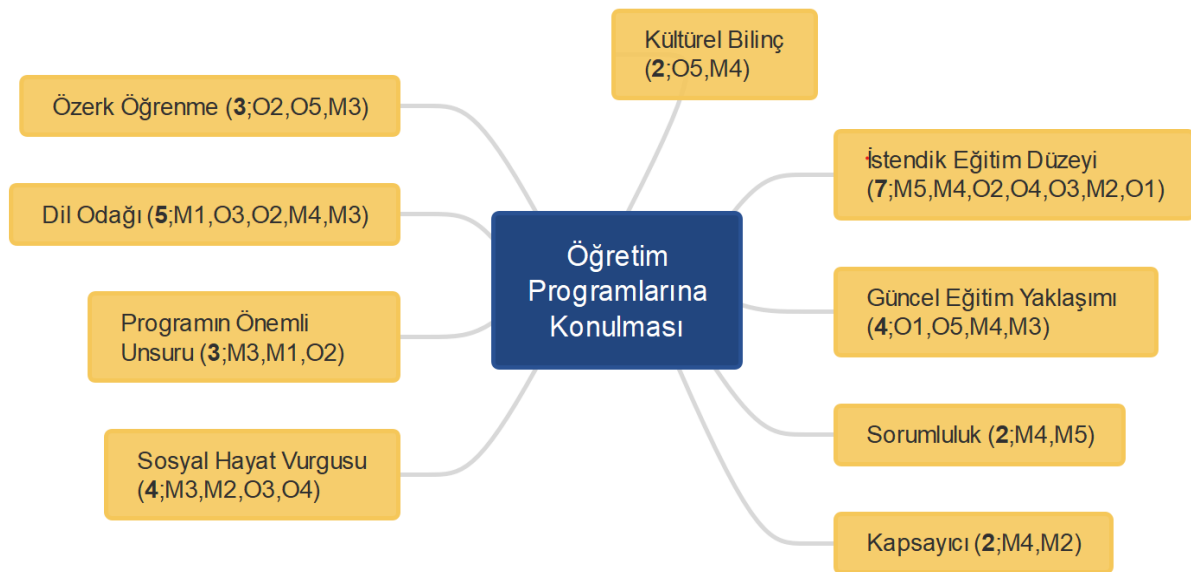 Kültürel Bilinç
(2;O5,M4)
Özerk Öğrenme (3;O2,O5,M3)
İstendik Eğitim Düzeyi
(7;M5,M4,O2,O4,O3,M2,O1)
Dil Odağı (5;M1,O3,O2,M4,M3)
Öğretim
Programlarına
Konulması
Güncel Eğitim Yaklaşımı
(4;O1,O5,M4,M3)
Programın Önemli
Unsuru (3;M3,M1,O2)
Sorumluluk (2;M4,M5)
Sosyal Hayat Vurgusu
(4;M3,M2,O3,O4)
Kapsayıcı (2;M4,M2)